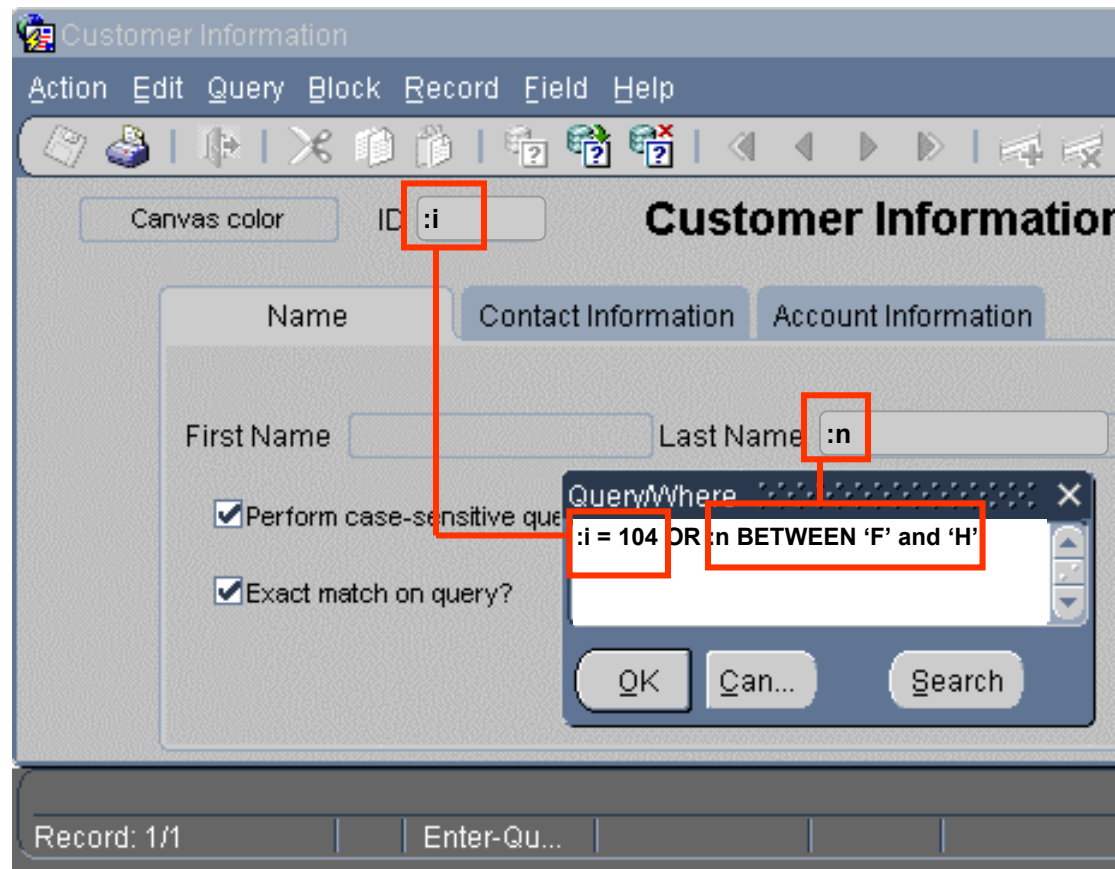 Customer Information
Action Edit Query Block Record Field Help
Canvas color ID :i Customer Information
Name Contact Information Account Information
First Name Last Name :n
Perform case-sensitive que
QueryWhere
:i = 104 OR :n BETWEEN ‘F’ and ‘H’
Exact match on query?
OK Can... Search
Record: 1/1 Enter-Qu...